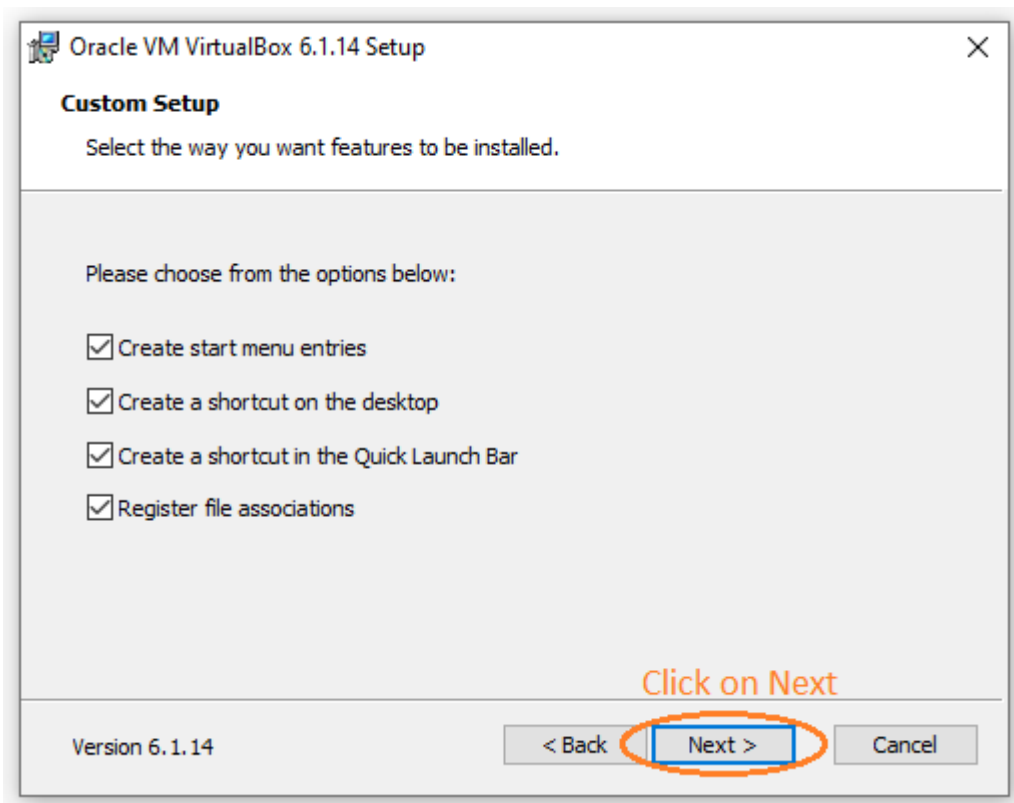 Oracle VM VirtualBox 6.1.14 Setup
Custom Setup
Select the way you want features to be installed.
Please choose from the options below:
Create start menu entries
Create a shortcut on the desktop
Create a shortcut in the Quick Launch Bar
Register file associations
Click on Next
Version 6.1.14
< Back
Next >
Cancel